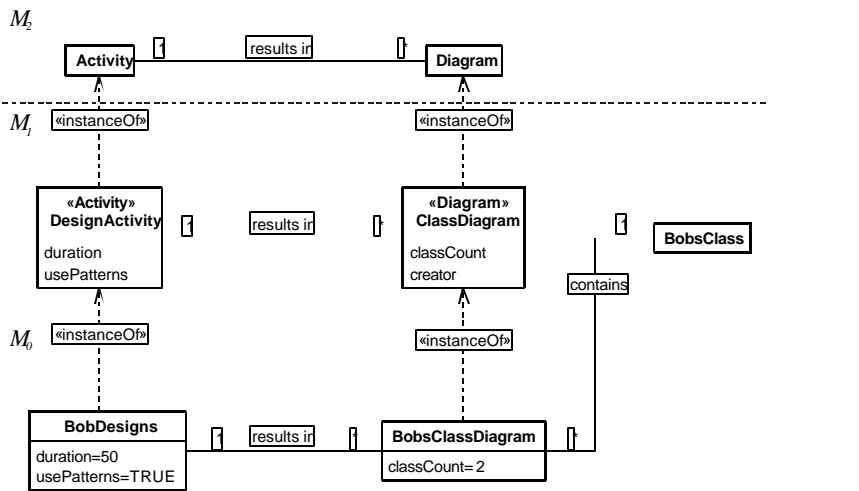 M2
1
results in
*
Activity
Diagram
M1
«instanceOf»
«instanceOf»
«Activity»
DesignActivity
duration
usePatterns
1
results in
*
«Diagram»
ClassDiagram
classCount
creator
1
BobsClass
contains
M0
«instanceOf»
«instanceOf»
BobDesigns
duration=50
usePatterns=TRUE
1
results in
*
BobsClassDiagram
classCount=2
*